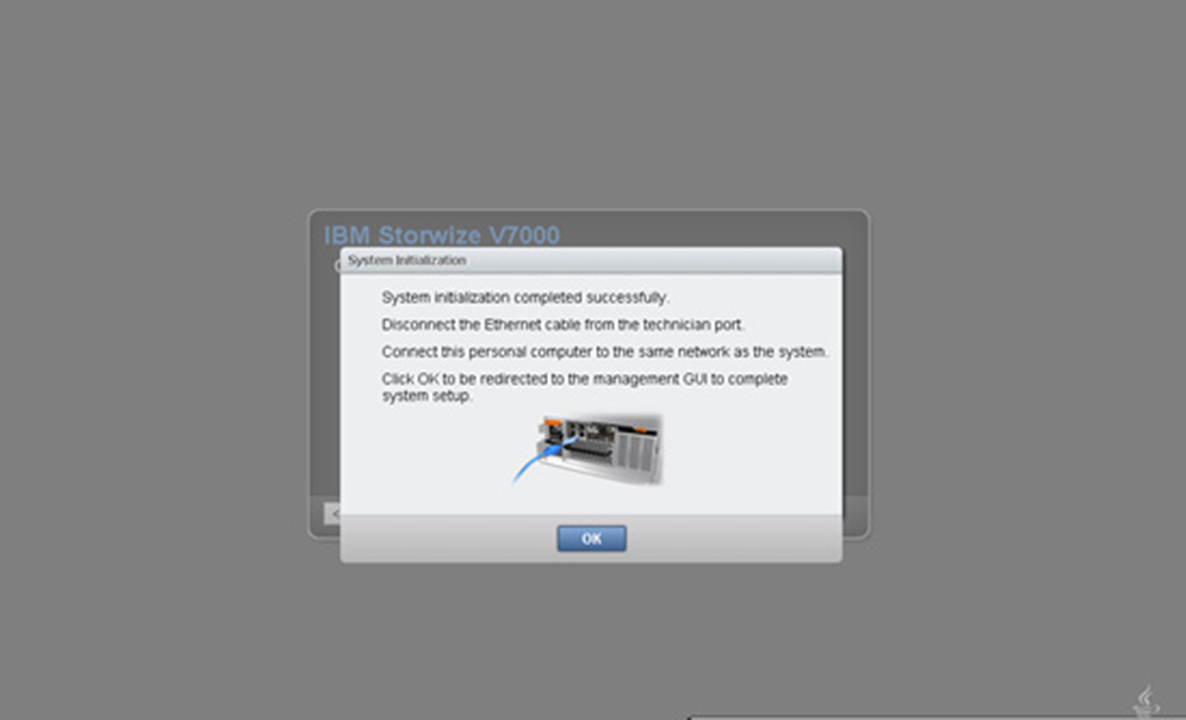 IBM Storwize V7000
System Initialization
System initialization completed successfully.
Disconnect the Ethernet cable from the technician port.
Connect this personal computer to the same network as the system.
Click OK to be redirected to the management GUI to complete
system setup.
<
OK